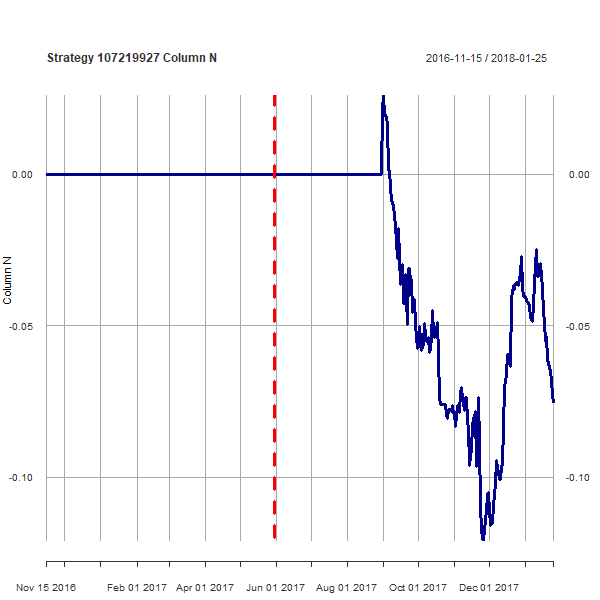 Strategy 107219927 Column N
2016-11-15 / 2018-01-25
0.00
0.00
-0.05
-0.05
-0.10
-0.10
Column N
Nov 15 2016
Feb 01 2017
Apr 01 2017
Jun 01 2017
Aug 01 2017
Oct 01 2017
Dec 01 2017